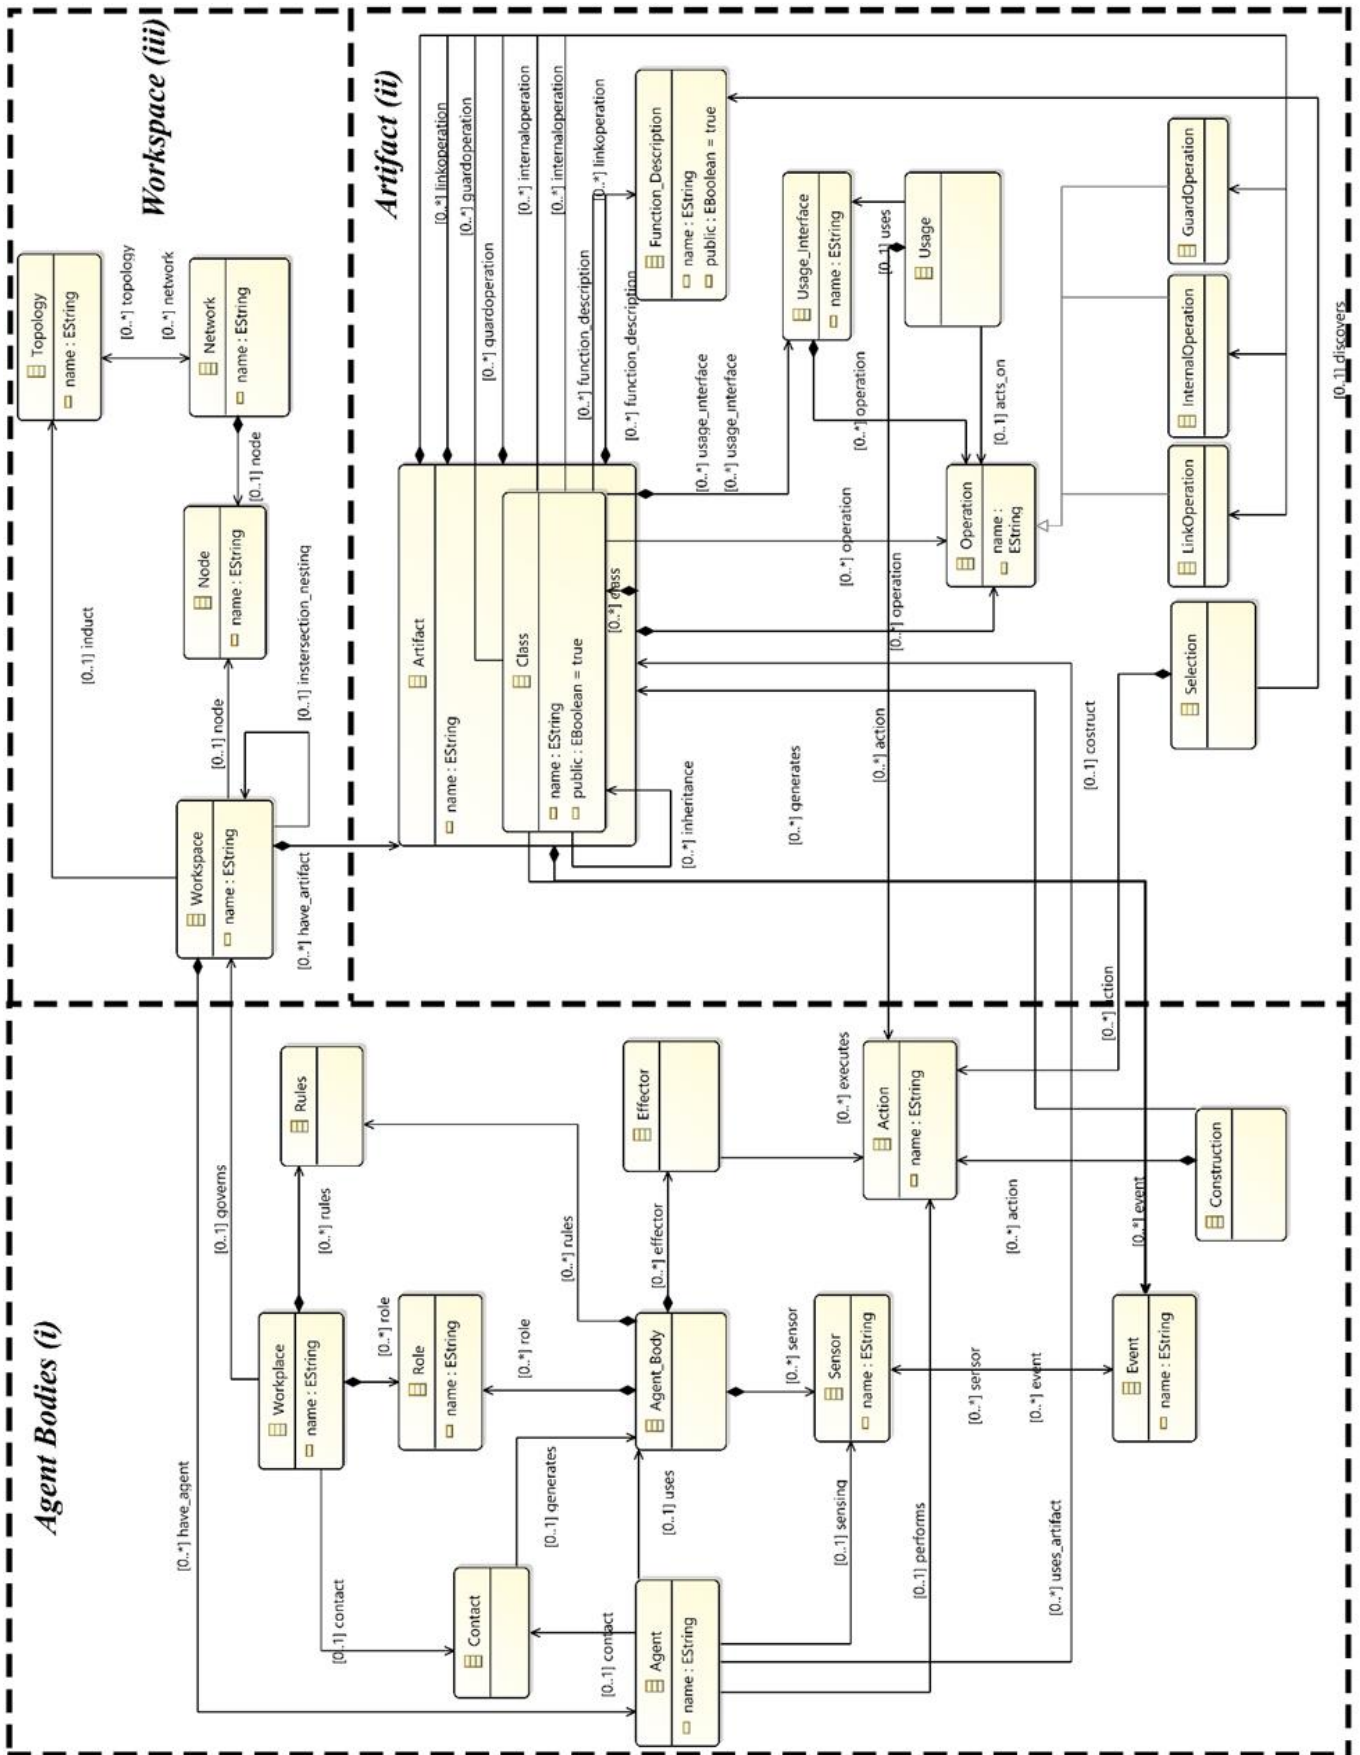 Agent Bodies (i)
Workspace (iii)
Artifact (ii)
[0..*] have_agent
[0..1] governs
Workplace
name : EString
[0..*] rules
Rules
[0..*] role
Role
name : EString
[0..*] role
[0..*] rules
[0..1] contact
Contact
[0..1] generates
[0..1] contact
Agent
name : EString
[0..1] uses
Agent_Body
[0..*] effector
Effector
[0..*] sensor
Sensor
name : EString
[0..1] sensing
[0..1] performs
[0..*] uses_artifact
[0..*] executes
Action
name : EString
[0..*] action
[0..*] sensor
[0..*] event
Event
name : EString
[0..*] event
Construction
[0..*] action
Workspace
name : EString
[0..*] have_artifact
[0..1] induct
[0..1] node
[0..1] instersection_nesting
Node
name : EString
[0..1] node
Topology
name : EString
[0..*] topology
[0..*] network
Network
name : EString
Artifact
name : EString
Class
name : EString
public : EBoolean = true
[0..*] inheritance
[0..*] class
[0..*] linkoperation
[0..*] guardoperation
[0..*] guardoperation
[0..*] internaloperation
[0..*] internaloperation
[0..*] linkoperation
[0..*] function_description
[0..*] function_description
Function_Description
name : EString
public : EBoolean = true
[0..*] usage_interface
[0..*] usage_interface
Usage_Interface
name : EString
[0..1] uses
Usage
[0..*] operation
[0..*] operation
[0..*] operation
[0..1] acts_on
Operation
name :
EString
[0..*] generates
[0..*] action
[0..1] costruct
Selection
LinkOperation
InternalOperation
GuardOperation
[0..1] discovers